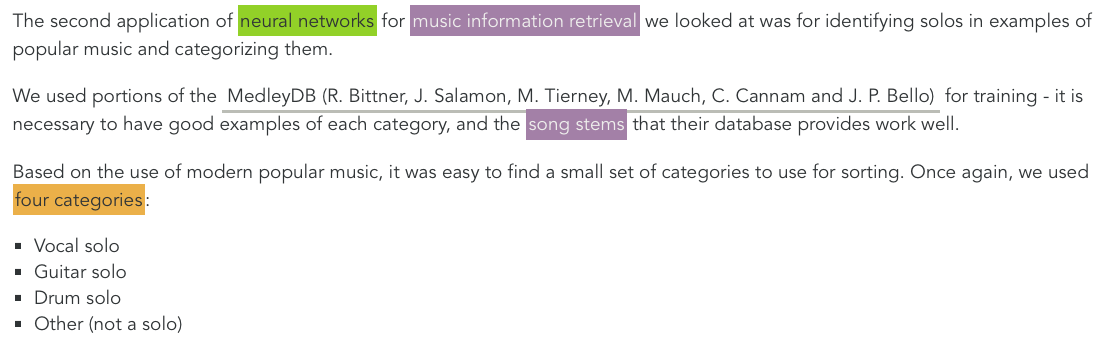 The second application of neural networks for music information retrieval we looked at was for identifying solos in examples of
popular music and categorizing them.
We used portions of the MedleyDB (R. Bittner, J. Salamon, M. Tierney, M. Mauch, C. Cannam and J. P. Bello) for training - it is
necessary to have good examples of each category, and the song stems that their database provides work well.
Based on the use of modern popular music, it was easy to find a small set of categories to use for sorting. Once again, we used
four categories:
▪ Vocal solo
▪ Guitar solo
▪ Drum solo
▪ Other (not a solo)